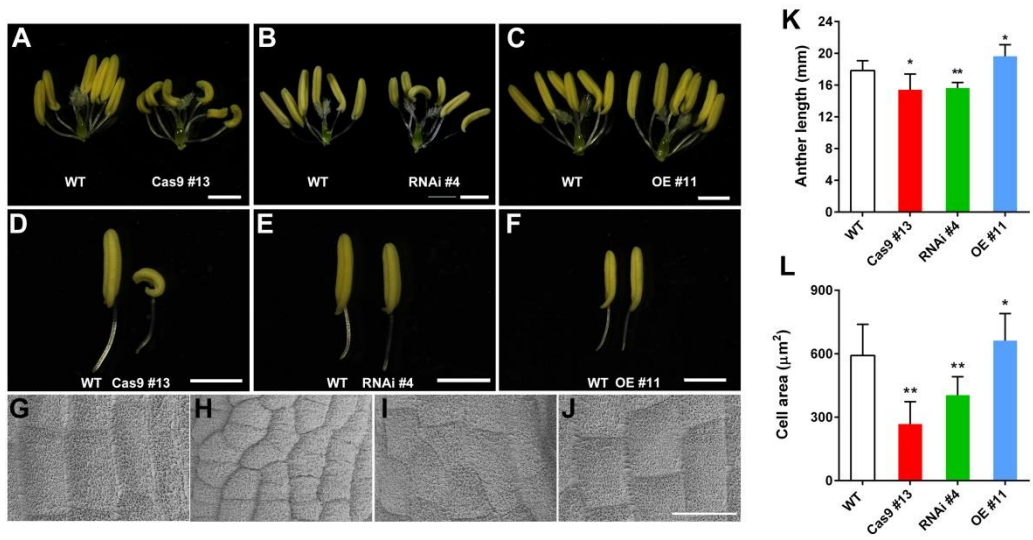 A
WT
Cas9 #13
B
WT
RNAi #4
C
WT
OE #11
D
WT Cas9 #13
E
WT RNAi #4
F
WT OE #11
G
H
I
J
K
Anther length (mm)
24
20
16
12
8
4
0
*
**
*
WT
Cas9 #13
RNAi #4
OE #11
L
Cell area (μm²)
900
600
300
0
**
**
*
WT
Cas9 #13
RNAi #4
OE #11